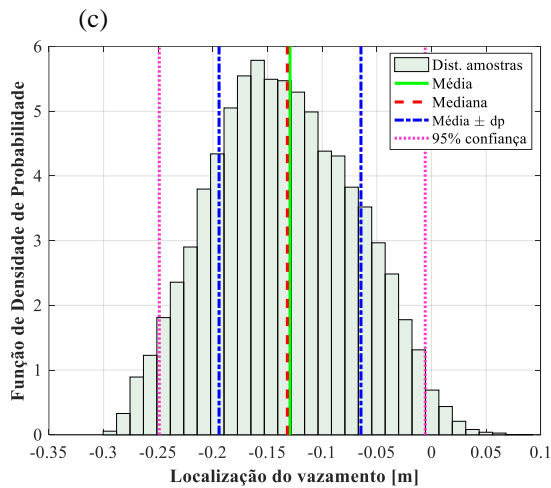 (c)
Função de Densidade de Probabilidade
6
5
4
3
2
1
0
Dist. amostras
Média
Mediana
Média ± dp
95% confiança
-0.35
-0.3
-0.25
-0.2
-0.15
-0.1
-0.05
0
0.05
0.1
Localização do vazamento [m]